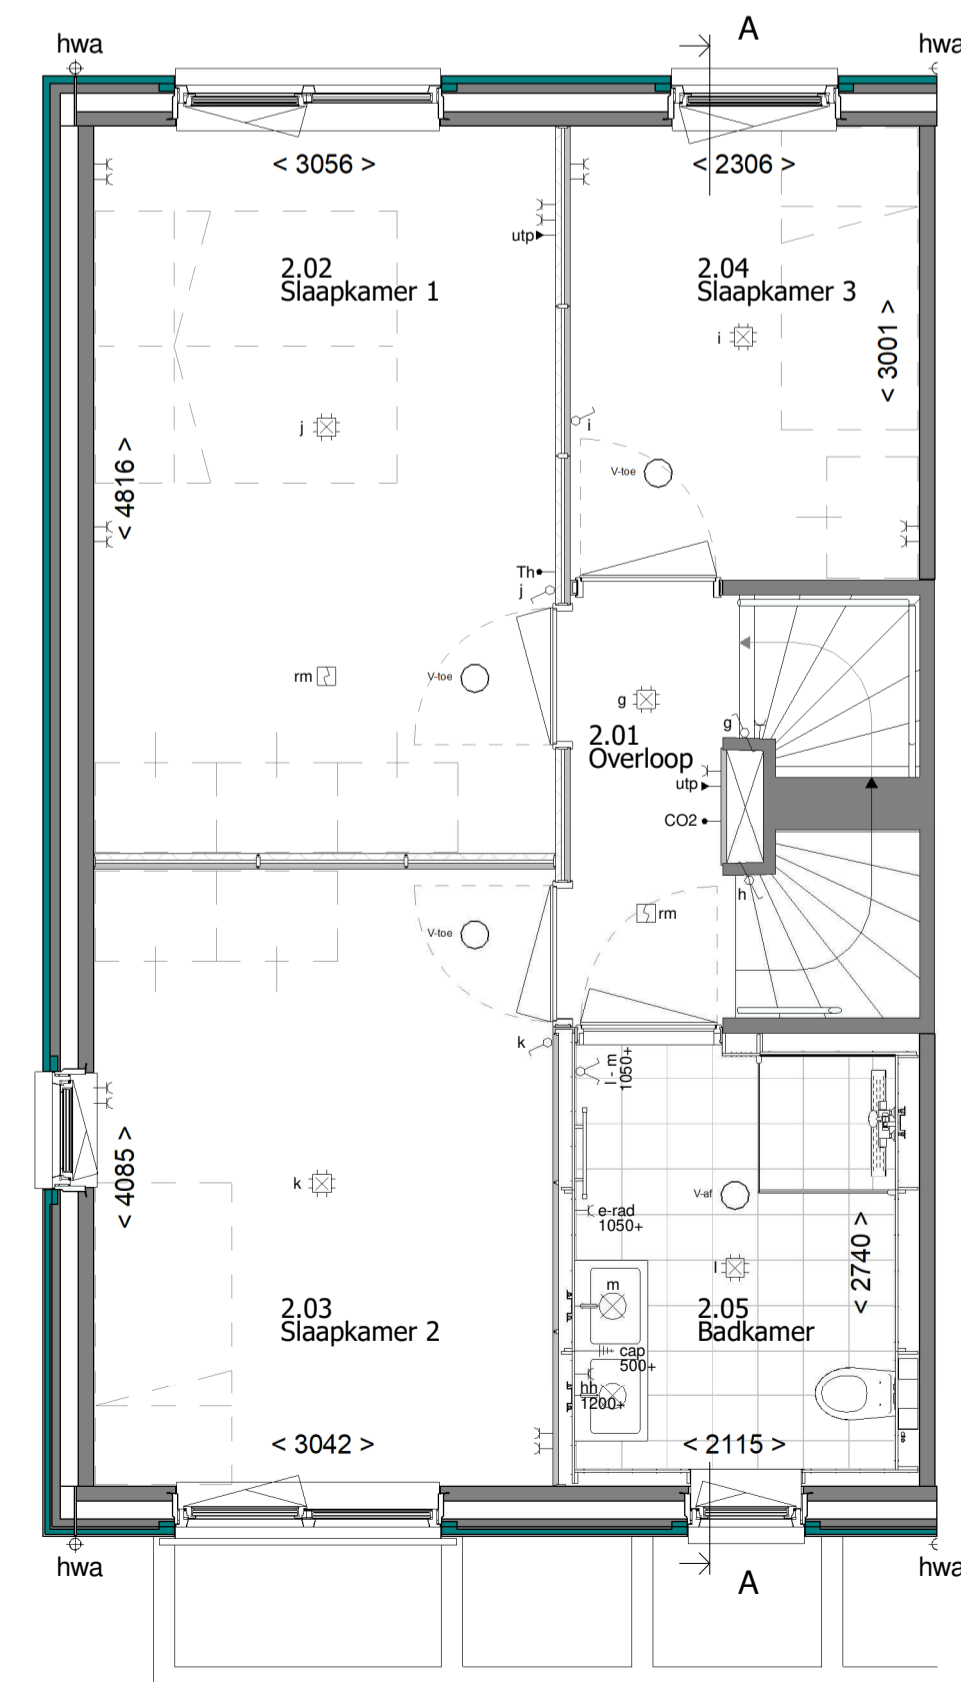 A
hwa
hwa
< 3056 >
< 2306 >
utp
2.02
Slaapkamer 1
2.04
Slaapkamer 3
i
< 3001 >
j
i
< 4816 >
V-toe
Th
j
rm
V-toe
g
2.01
Overloop
g
utp
CO2
h
rm
V-toe
k
l - m
1050+
< 4085 >
k
V-af
e-rad
1050+
l
< 2740 >
m
2.03
Slaapkamer 2
2.05
Badkamer
cap
500+
hh
1200+
< 3042 >
< 2115 >
hwa
A
hwa